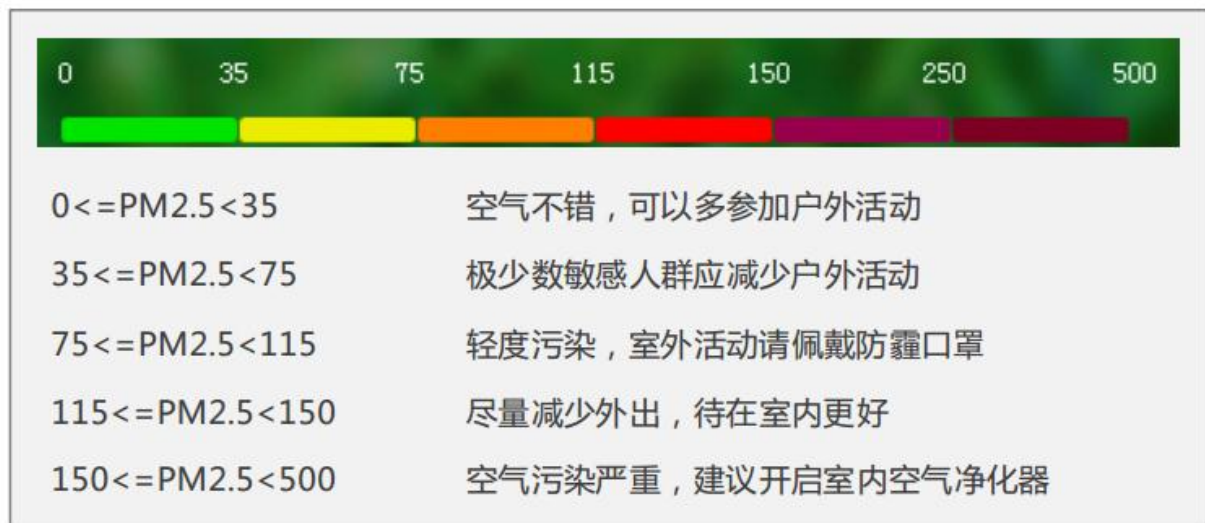 0 35 75 115 150 250 500
0<=PM2.5<35 空气不错，可以多参加户外活动
35<=PM2.5<75 极少数敏感人群应减少户外活动
75<=PM2.5<115 轻度污染，室外活动请佩戴防霾口罩
115<=PM2.5<150 尽量减少外出，待在室内更好
150<=PM2.5<500 空气污染严重，建议开启室内空气净化器